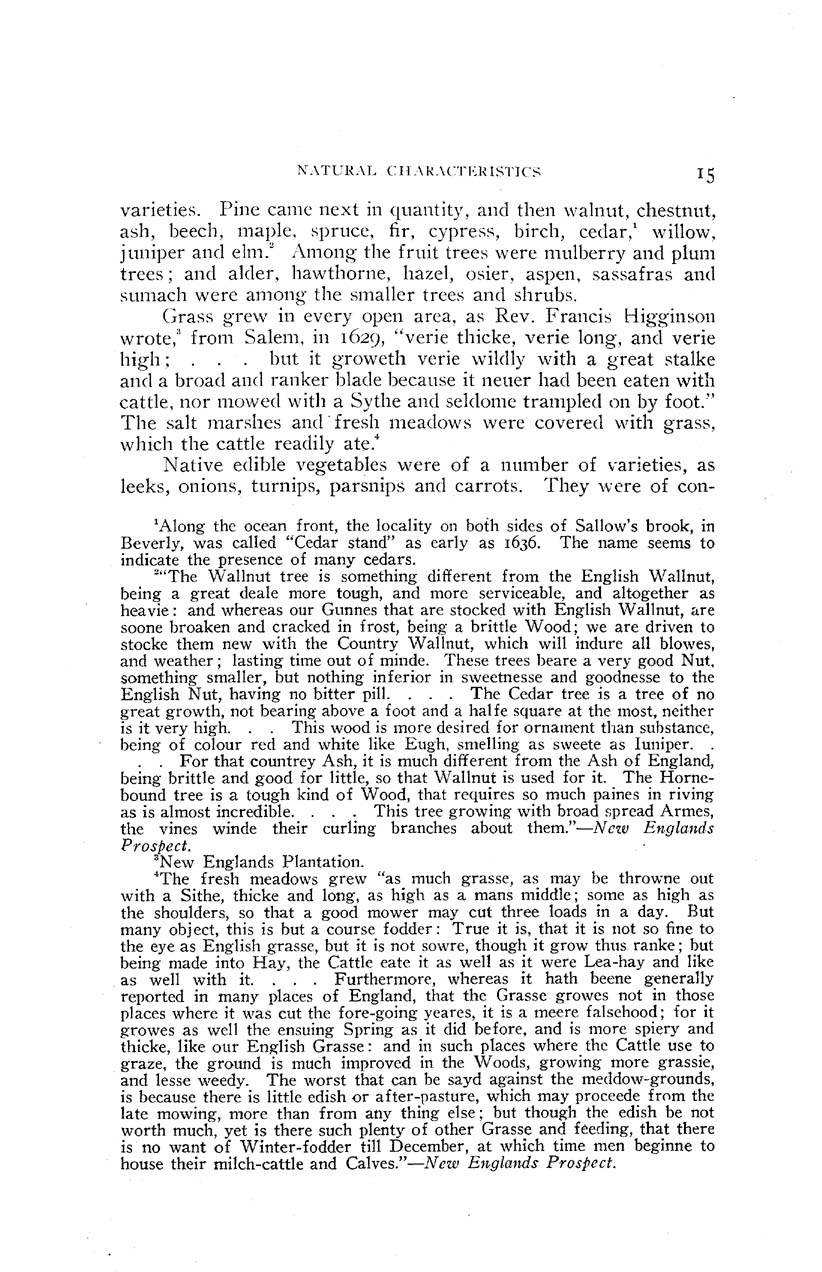 NATURAL CHARACTERISTICS 15
varieties. Pine came next in quantity, and then walnut, chestnut,
ash, beech, maple, spruce, fir, cypress, birch, cedar,¹ willow,
juniper and elm.² Among the fruit trees were mulberry and plum
trees; and alder, hawthorne, hazel, osier, aspen, sassafras and
sumach were among the smaller trees and shrubs.
Grass grew in every open area, as Rev. Francis Higginson
wrote,³ from Salem, in 1629, “verie thicke, verie long, and verie
high; . . . but it groweth verie wildly with a great stalke
and a broad and ranker blade because it neuer had been eaten with
cattle, nor mowed with a Sythe and seldome trampled on by foot.”
The salt marshes and fresh meadows were covered with grass,
which the cattle readily ate.⁴
Native edible vegetables were of a number of varieties, as
leeks, onions, turnips, parsnips and carrots. They were of con-
¹Along the ocean front, the locality on both sides of Sallow's brook, in
Beverly, was called “Cedar stand” as early as 1636. The name seems to
indicate the presence of many cedars.
²“The Wallnut tree is something different from the English Wallnut,
being a great deale more tough, and more serviceable, and altogether as
heavie: and whereas our Gunnes that are stocked with English Wallnut, are
soone broaken and cracked in frost, being a brittle Wood; we are driven to
stocke them new with the Country Wallnut, which will indure all blowes,
and weather; lasting time out of minde. These trees beare a very good Nut,
something smaller, but nothing inferior in sweetnesse and goodnesse to the
English Nut, having no bitter pill. . . . The Cedar tree is a tree of no
great growth, not bearing above a foot and a halfe square at the most, neither
is it very high. . . This wood is more desired for ornament than substance,
being of colour red and white like Eugh, smelling as sweete as Iuniper. .
. . For that countrey Ash, it is much different from the Ash of England,
being brittle and good for little, so that Wallnut is used for it. The Horne-
bound tree is a tough kind of Wood, that requires so much paines in riving
as is almost incredible. . . . This tree growing with broad spread Armes,
the vines winde their curling branches about them.”—New Englands
Prospect.
³New Englands Plantation.
⁴The fresh meadows grew “as much grasse, as may be throwne out
with a Sithe, thicke and long, as high as a mans middle; some as high as
the shoulders, so that a good mower may cut three loads in a day. But
many object, this is but a course fodder: True it is, that it is not so fine to
the eye as English grasse, but it is not sowre, though it grow thus ranke; but
being made into Hay, the Cattle eate it as well as it were Lea-hay and like
as well with it. . . . Furthermore, whereas it hath beene generally
reported in many places of England, that the Grasse growes not in those
places where it was cut the fore-going yeares, it is a meere falsehood; for it
growes as well the ensuing Spring as it did before, and is more spiery and
thicke, like our English Grasse: and in such places where the Cattle use to
graze, the ground is much improved in the Woods, growing more grassie,
and lesse weedy. The worst that can be sayd against the meddow-grounds,
is because there is little edish or after-pasture, which may proceede from the
late mowing, more than from any thing else; but though the edish be not
worth much, yet is there such plenty of other Grasse and feeding, that there
is no want of Winter-fodder till December, at which time men beginne to
house their milch-cattle and Calves.”—New Englands Prospect.